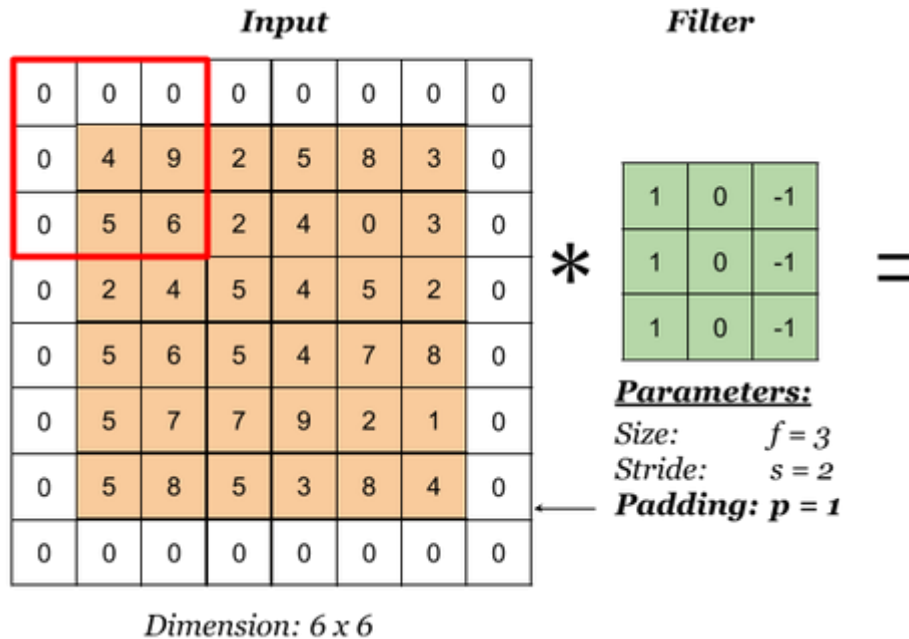 Input Filter
0 0 0 0 0 0 0 0
0 4 9 2 5 8 3 0
0 5 6 2 4 0 3 0
0 2 4 5 4 5 2 0
0 5 6 5 4 7 8 0
0 5 7 7 9 2 1 0
0 5 8 5 3 8 4 0
0 0 0 0 0 0 0 0
Dimension: 6 x 6
*
1 0 -1
1 0 -1
1 0 -1
=
Parameters:
Size: f = 3
Stride: s = 2
Padding: p = 1